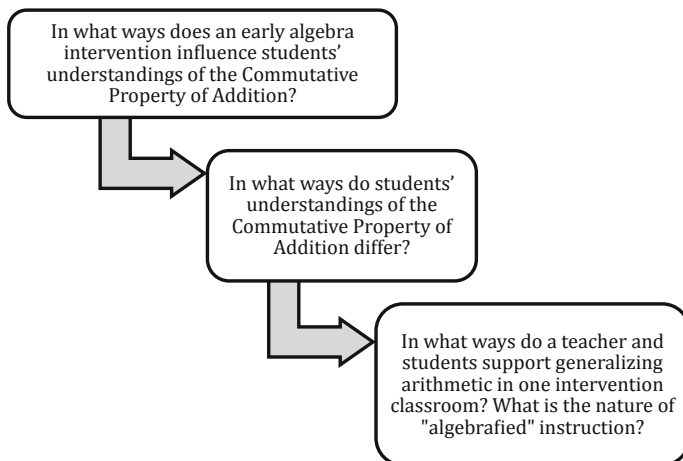 In what ways does an early algebra
intervention influence students’
understandings of the Commutative
Property of Addition?
In what ways do students’
understandings of the
Commutative Property of
Addition differ?
In what ways do a teacher and
students support generalizing
arithmetic in one intervention
classroom? What is the nature of
"algebrafied" instruction?